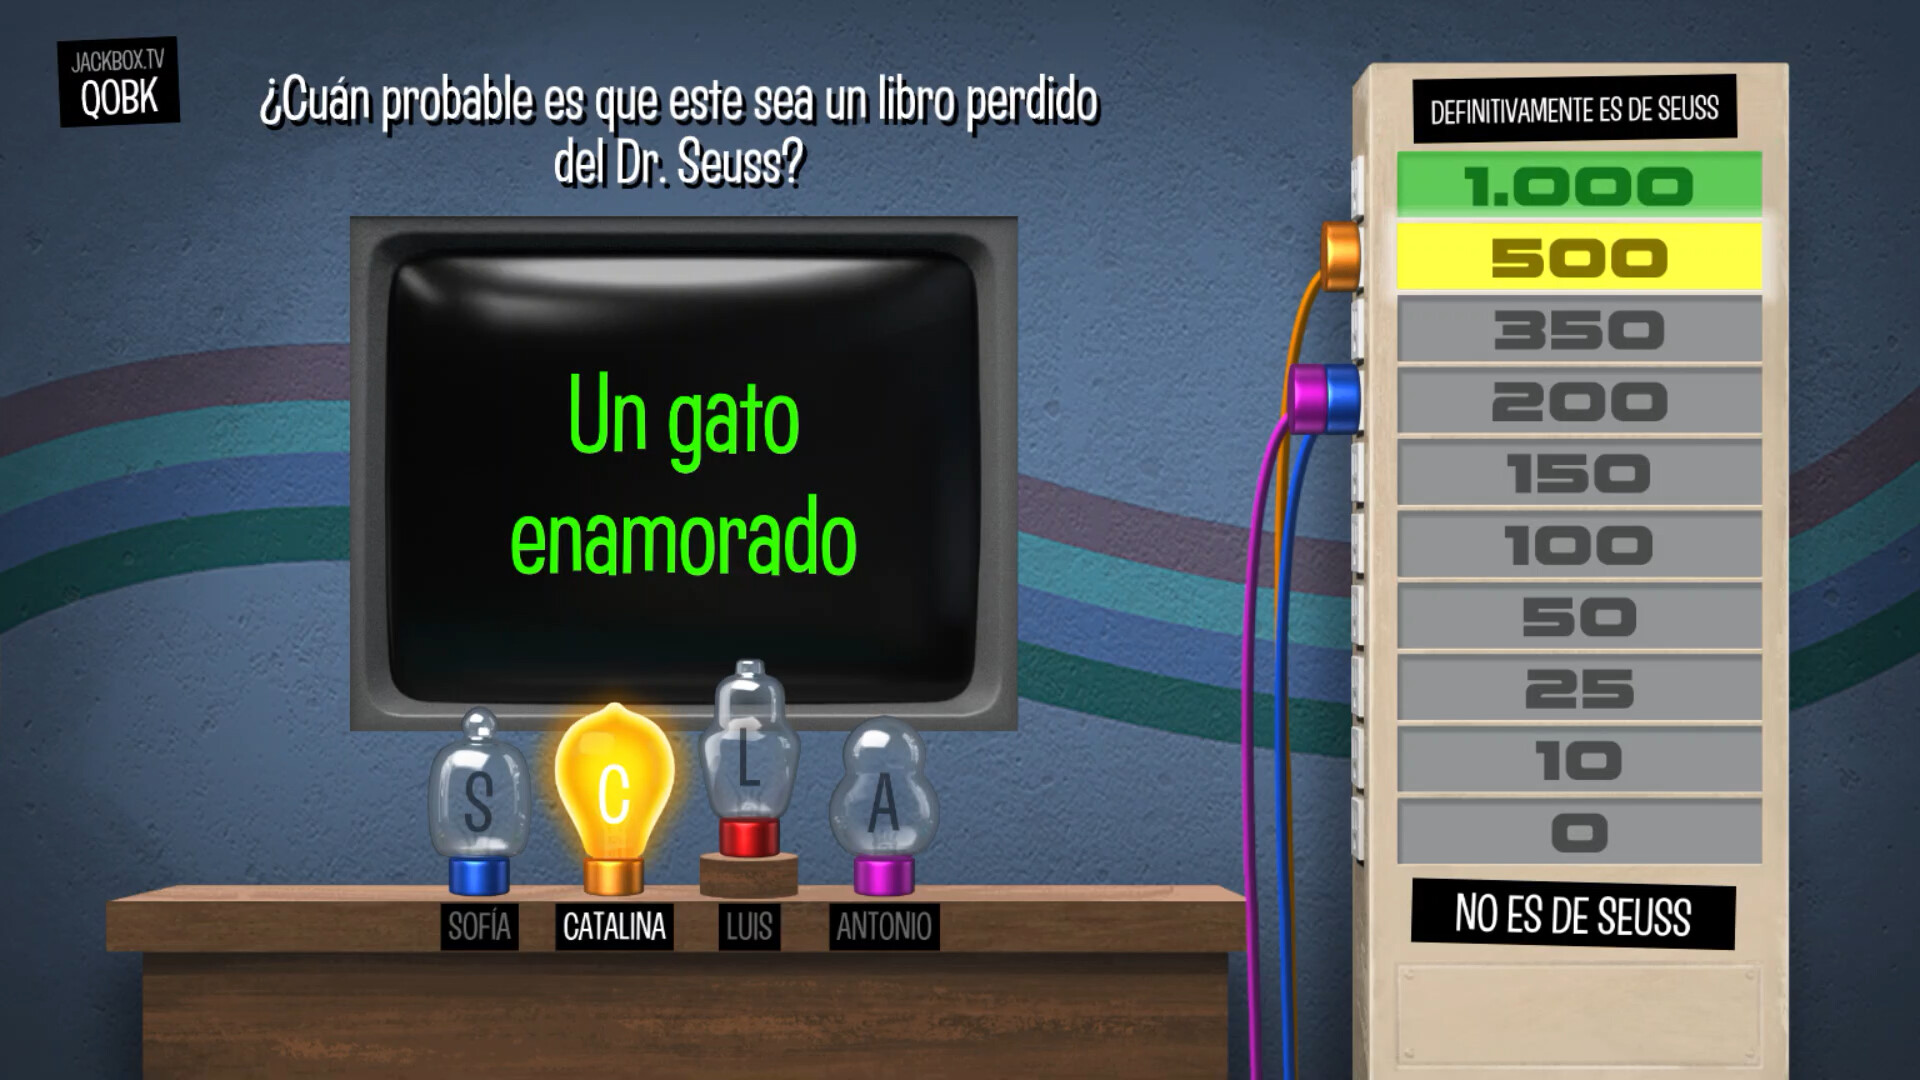 JACKBOX.TV
QOBK
¿Cuán probable es que este sea un libro perdido
del Dr. Seuss?
Un gato
enamorado
S
C
L
A
SOFÍA
CATALINA
LUIS
ANTONIO
DEFINITIVAMENTE ES DE SEUSS
1.000
500
350
200
150
100
50
25
10
0
NO ES DE SEUSS